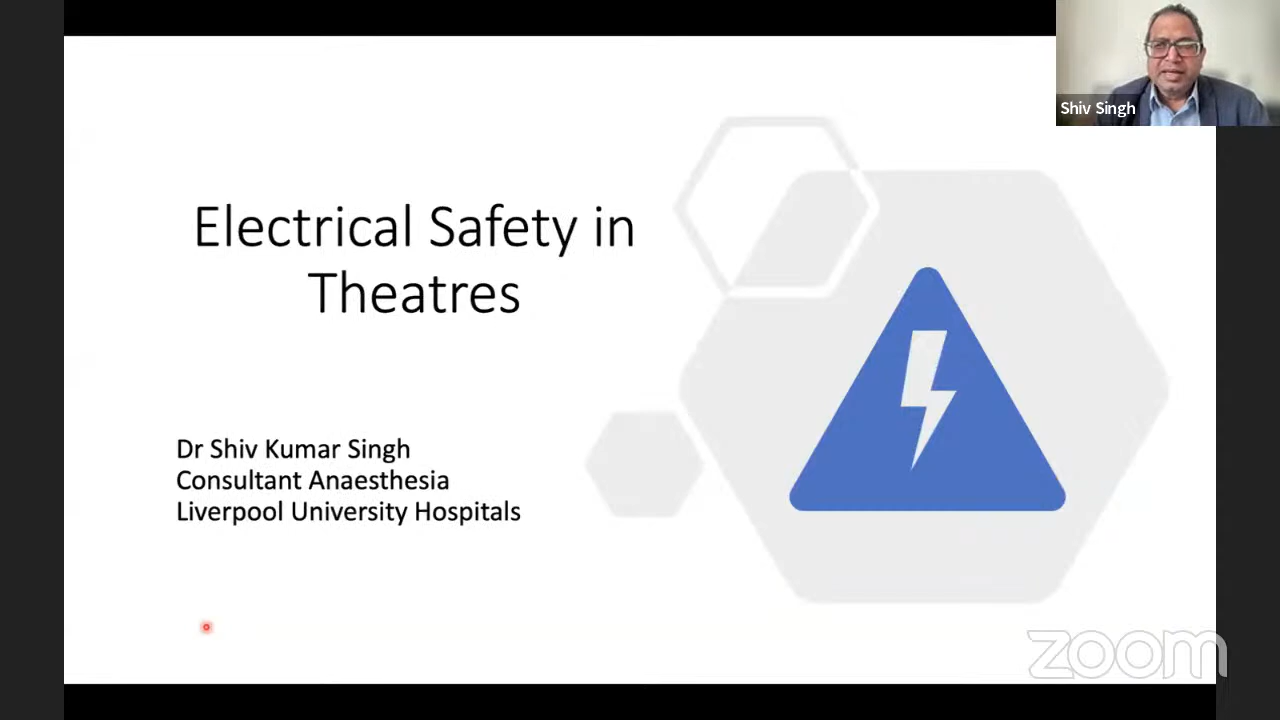 Shiv Singh
Electrical Safety in
Theatres
Dr Shiv Kumar Singh
Consultant Anaesthesia
Liverpool University Hospitals
zoom